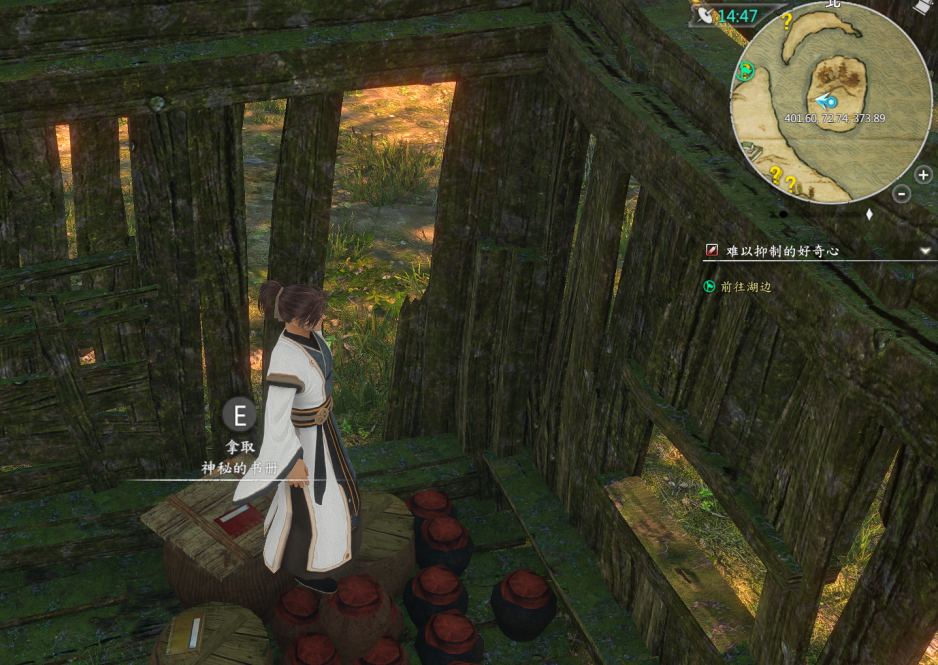 北
14:47
401.60, 72.74, 373.89
难以抑制的好奇心
前往湖边
E
拿取
神秘的书册